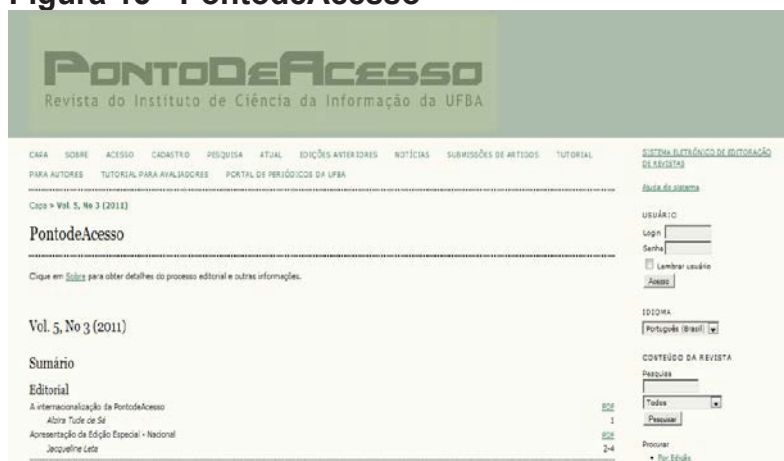 Figura 15 - PontodeAcesso
PONTODEACESSO
Revista do Instituto de Ciência da Informação da UFBA
CAPA SOBRE ACESSO CADASTRO PESQUISA ATUAL EDIÇÕES ANTERIORES NOTÍCIAS SUBMISSÕES DE ARTIGOS TUTORIAL
PARA AUTORES TUTORIAL PARA AVALIADORES PORTAL DE PERIÓDICOS DA UFBA
Capa > Vol. 5, No 3 (2011)
PontodeAcesso
Clique em Sobre para obter detalhes do processo editorial e outras informações.
Vol. 5, No 3 (2011)
Sumário
Editorial
A internacionalização da PontodeAcesso PDF
Alzira Tude de Sá 1
Apresentação da Edição Especial - Nacional PDF
Jacqueline Leta 2-4
SISTEMA ELETRÔNICO DE EDITORAÇÃO
DE REVISTAS
Ajuda do sistema
USUÁRIO
Login
Senha
Lembrar usuário
Acesso
IDIOMA
Português (Brasil)
CONTEÚDO DA REVISTA
Pesquisa
Todos
Pesquisar
Procurar
Por Edição